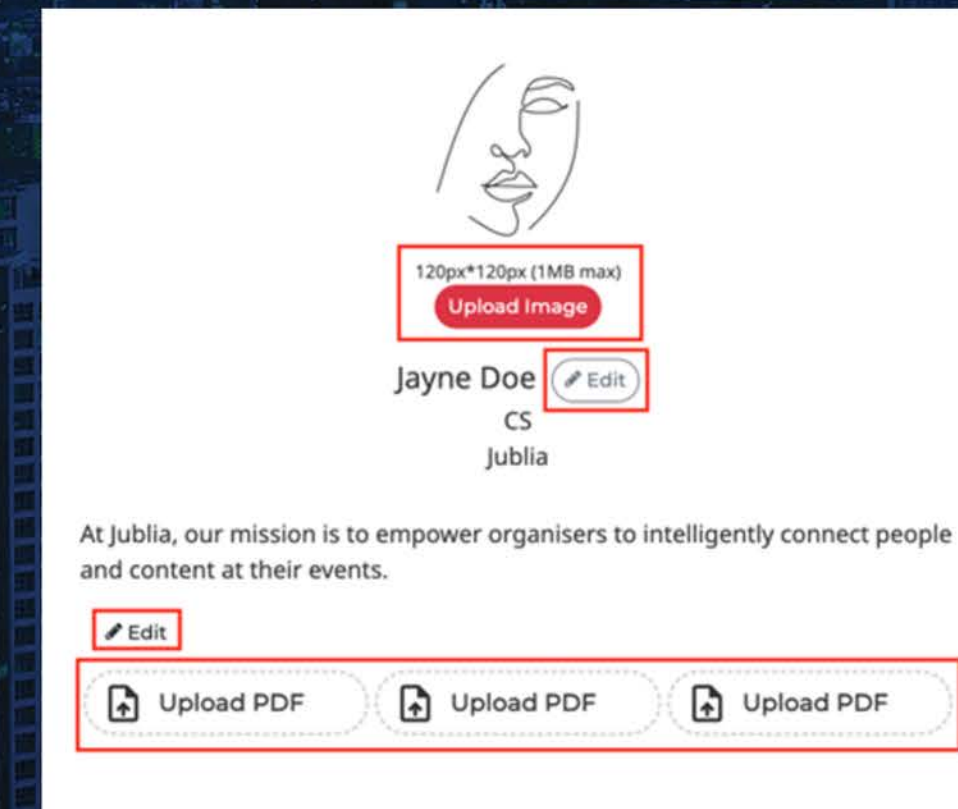 120px*120px (1MB max)
Upload Image
Jayne Doe Edit
CS
Jublia
At Jublia, our mission is to empower organisers to intelligently connect people
and content at their events.
Edit
Upload PDF Upload PDF Upload PDF